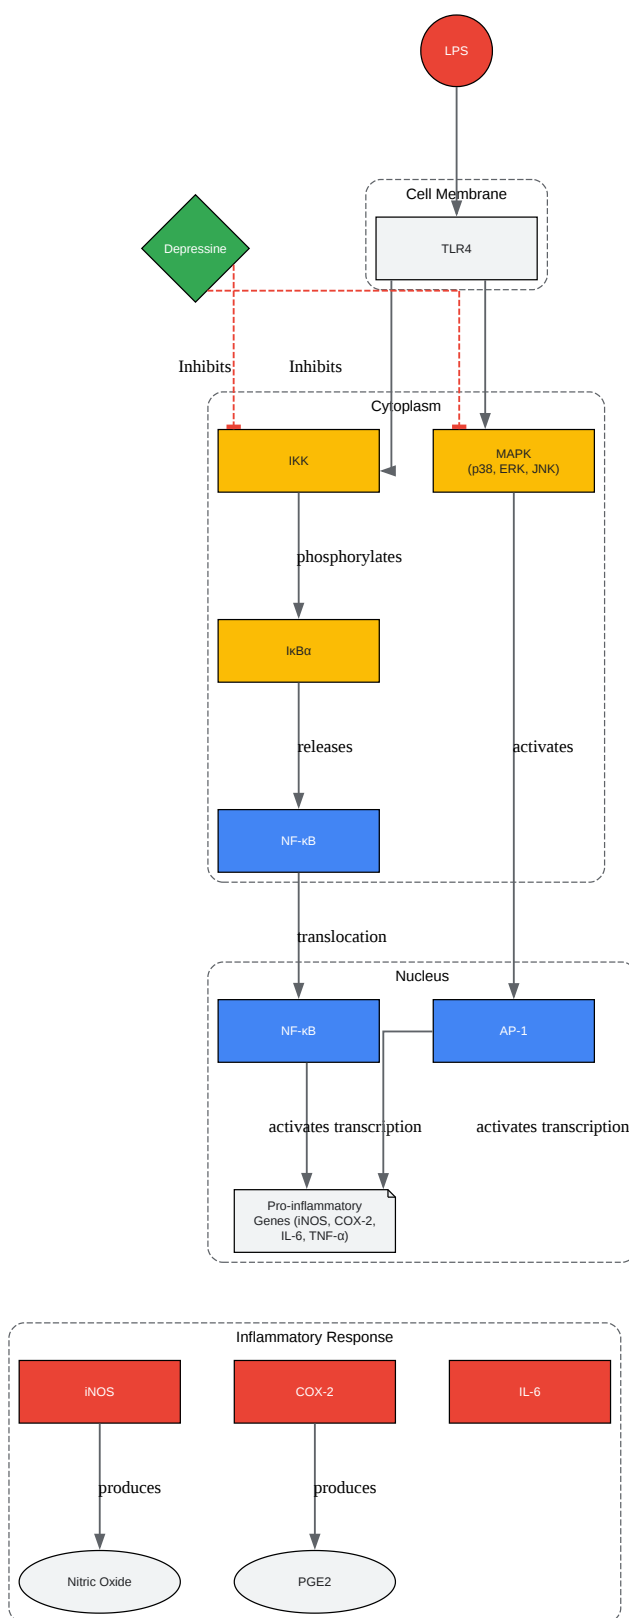 LPS
Cell Membrane
Depressine
TLR4
Inhibits
Inhibits
Cytoplasm
IKK
MAPK
(p38, ERK, JNK)
phosphorylates
IκBα
releases
activates
NF-κB
translocation
Nucleus
NF-κB
AP-1
activates transcription
activates transcription
Pro-inflammatory
Genes (iNOS, COX-2,
IL-6, TNF-α)
Inflammatory Response
iNOS
COX-2
IL-6
produces
produces
Nitric Oxide
PGE2